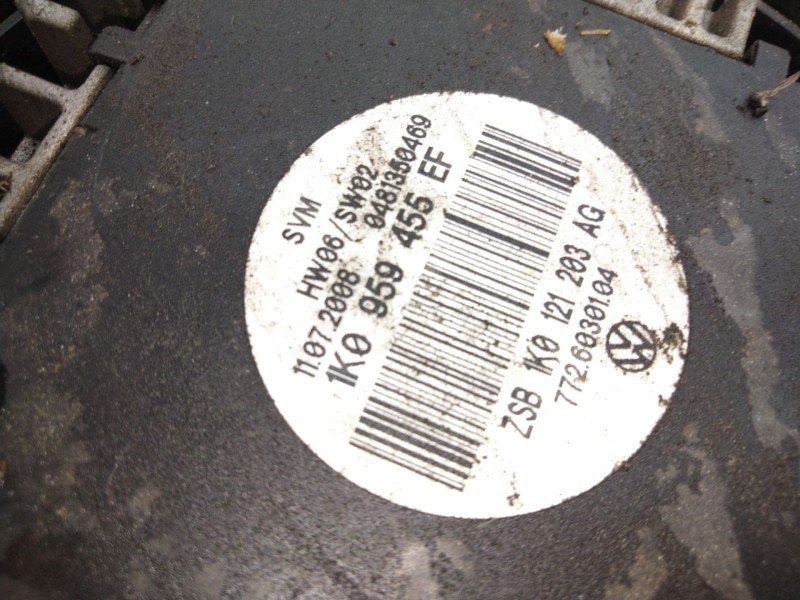 SVM
HW06/SW02
11.07.2008 0481350469
1K0 959 455 EF
ZSB 1K0 121 203 AG
772.60301.04
VW